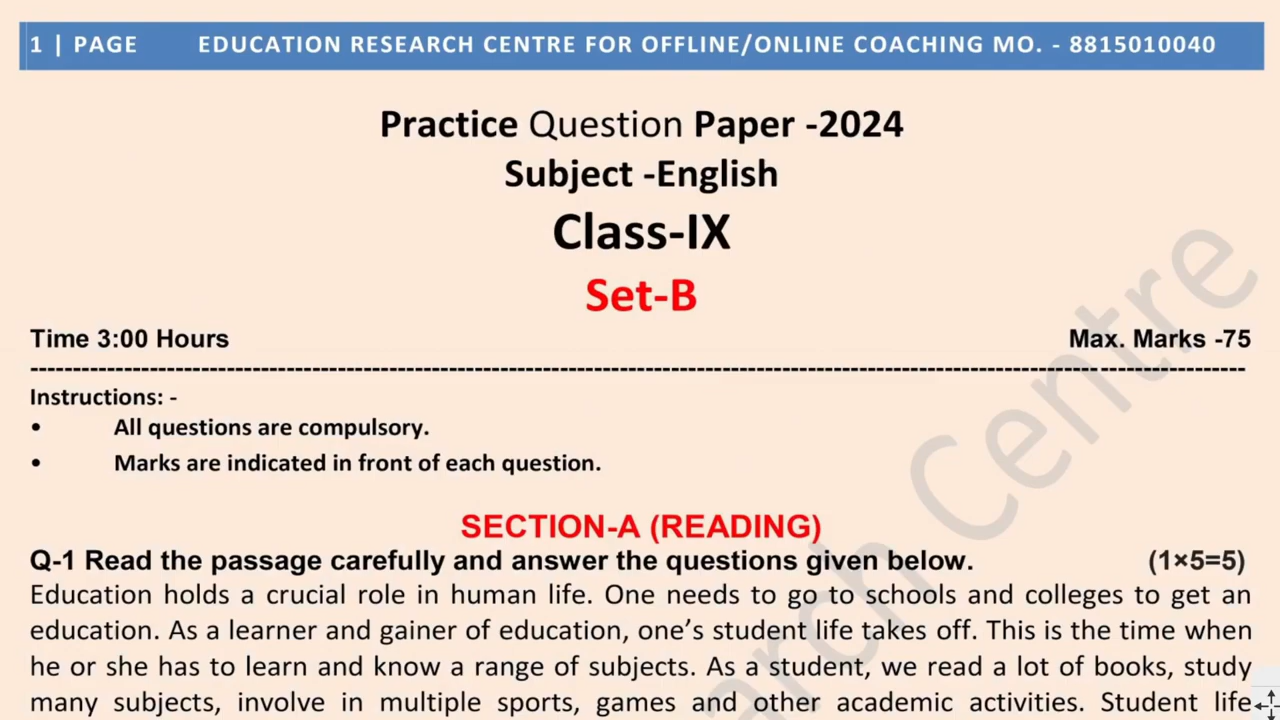 1 | PAGE EDUCATION RESEARCH CENTRE FOR OFFLINE/ONLINE COACHING MO. - 8815010040
Practice Question Paper -2024
Subject -English
Class-IX
Set-B
Time 3:00 Hours Max. Marks -75
--------------------------------------------------------------------------------
Instructions: -
• All questions are compulsory.
• Marks are indicated in front of each question.
SECTION-A (READING)
Q-1 Read the passage carefully and answer the questions given below. (1×5=5)
Education holds a crucial role in human life. One needs to go to schools and colleges to get an
education. As a learner and gainer of education, one’s student life takes off. This is the time when
he or she has to learn and know a range of subjects. As a student, we read a lot of books, study
many subjects, involve in multiple sports, games and other academic activities. Student life
arch Centre